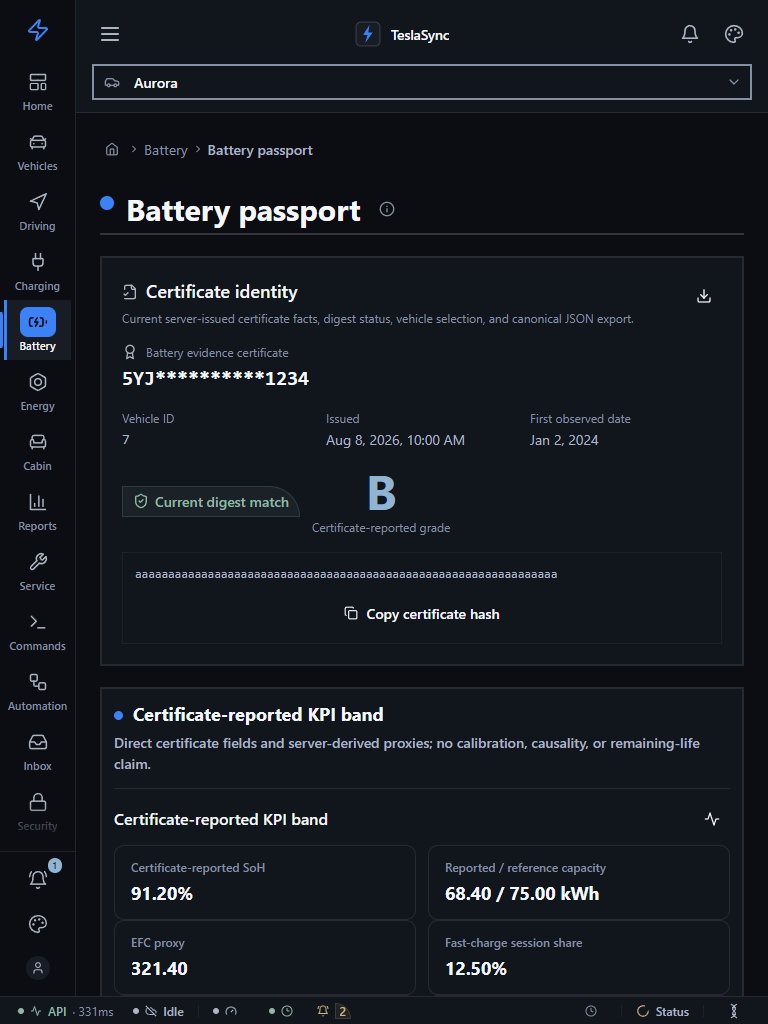 TeslaSync
Aurora
Home
Vehicles
Driving
Charging
Battery
Energy
Cabin
Reports
Service
Commands
Automation
Inbox
Security
1
Battery
Battery passport
Battery passport
Certificate identity
Current server-issued certificate facts, digest status, vehicle selection, and canonical JSON export.
Battery evidence certificate
5YJ**********1234
Vehicle ID
7
Issued
Aug 8, 2026, 10:00 AM
First observed date
Jan 2, 2024
Current digest match
B
Certificate-reported grade
aaaaaaaaaaaaaaaaaaaaaaaaaaaaaaaaaaaaaaaaaaaaaaaaaaaaaaaaaaaaaaaa
Copy certificate hash
Certificate-reported KPI band
Direct certificate fields and server-derived proxies; no calibration, causality, or remaining-life
claim.
Certificate-reported KPI band
Certificate-reported SoH
91.20%
Reported / reference capacity
68.40 / 75.00 kWh
EFC proxy
321.40
Fast-charge session share
12.50%
API · 331ms
Idle
2
Status